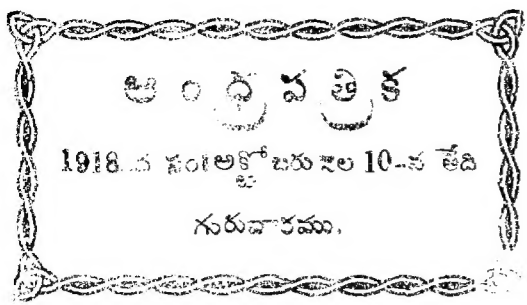 ఆంధ్రపత్రిక
1918..వ సం॥ అక్టోబరు నెల 10-న తేది
గురువారము.